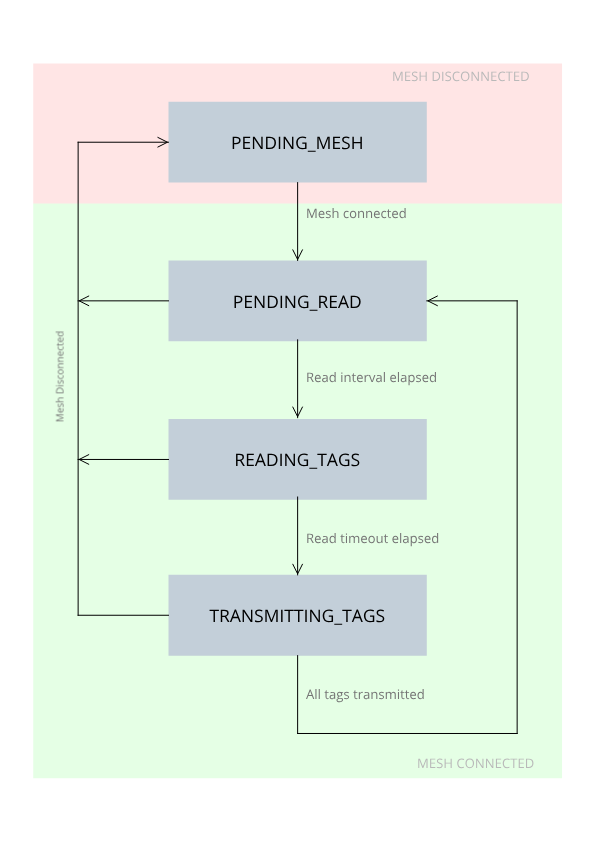 MESH DISCONNECTED
PENDING_MESH
Mesh connected
PENDING_READ
Mesh Disconnected
Read interval elapsed
READING_TAGS
Read timeout elapsed
TRANSMITTING_TAGS
All tags transmitted
MESH CONNECTED